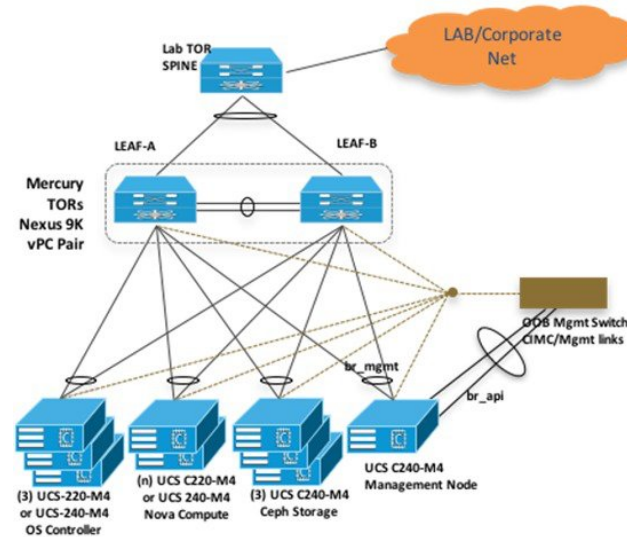 LAB/Corporate
Net
Lab TOR
SPINE
LEAF-A
LEAF-B
Mercury
TORs
Nexus 9K
vPC Pair
OOB Mgmt Switch
CIMC/Mgmt links
br_mgmt
br_api
(3) UCS-220-M4
or UCS-240-M4
OS Controller
(n) UCS C220-M4
or UCS 240-M4
Nova Compute
(3) UCS C240-M4
Ceph Storage
UCS C240-M4
Management Node